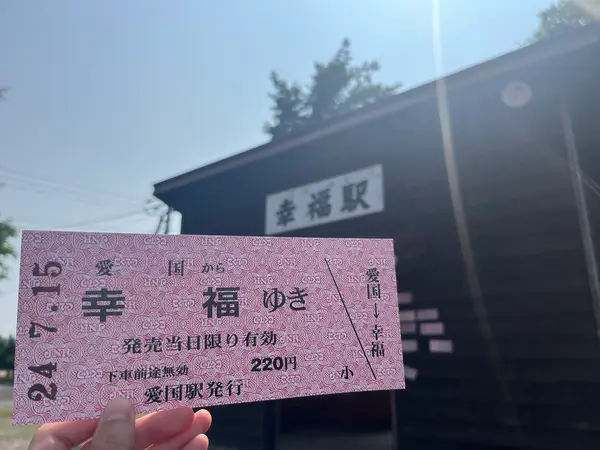 幸福駅
24.7.15
愛国から
幸福ゆき
発売当日限り有効
下車前途無効 220円 小
愛国駅発行
愛国→幸福